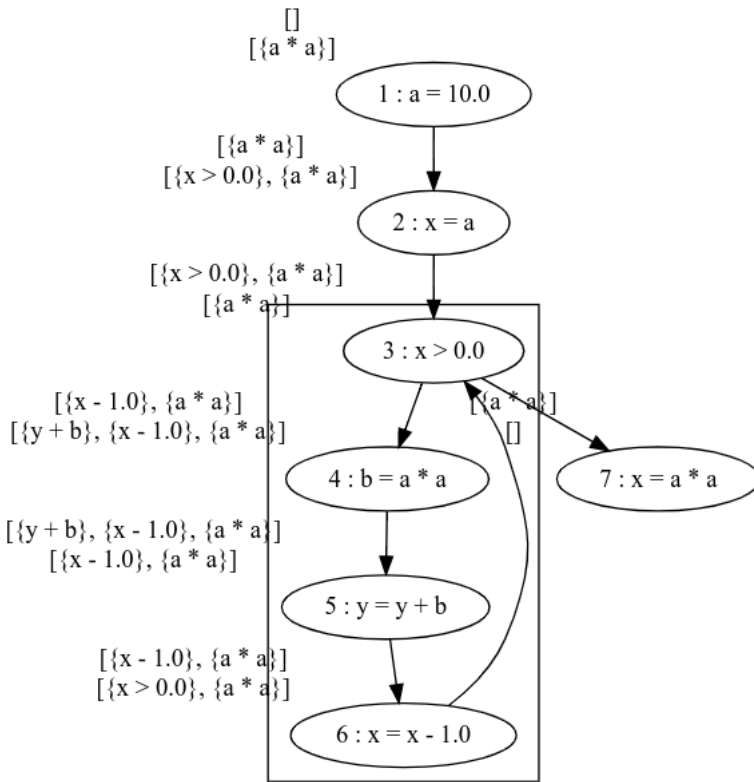 []
[{a * a}]
1 : a = 10.0
[{a * a}]
[{x > 0.0}, {a * a}]
2 : x = a
[{x > 0.0}, {a * a}]
[{a * a}]
3 : x > 0.0
[{x - 1.0}, {a * a}]
[{y + b}, {x - 1.0}, {a * a}]
[{a * a}]
[]
4 : b = a * a
7 : x = a * a
[{y + b}, {x - 1.0}, {a * a}]
[{x - 1.0}, {a * a}]
5 : y = y + b
[{x - 1.0}, {a * a}]
[{x > 0.0}, {a * a}]
6 : x = x - 1.0